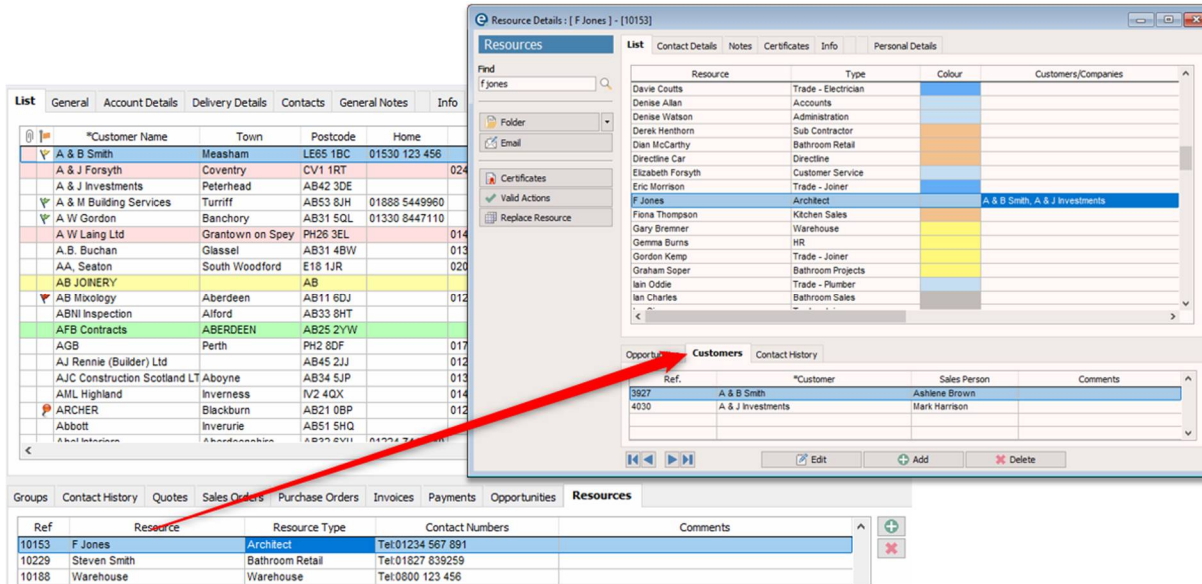 Resource Details : [ F Jones ] - [10153]
Resources
Find
f jones
Folder
Email
Certificates
Valid Actions
Replace Resource
List Contact Details Notes Certificates Info Personal Details
Resource Type Colour Customers/Companies
Davie Coutts Trade - Electrician
Denise Allan Accounts
Denise Watson Administration
Derek Henthorn Sub Contractor
Dian McCarthy Bathroom Retail
Directline Car Directline
Elizabeth Forsyth Customer Service
Eric Morrison Trade - Joiner
F Jones Architect A & B Smith, A & J Investments
Fiona Thompson Kitchen Sales
Gary Bremner Warehouse
Gemma Burns HR
Gordon Kemp Trade - Joiner
Graham Soper Bathroom Projects
Iain Oddie Trade - Plumber
Ian Charles Bathroom Sales
Customers Contact History
Ref. *Customer Sales Person Comments
3927 A & B Smith Ashlene Brown
4030 A & J Investments Mark Harrison
Edit Add Delete
List General Account Details Delivery Details Contacts General Notes Info
*Customer Name Town Postcode Home
A & B Smith Measham LE65 1BC 01530 123 456
A & J Forsyth Coventry CV1 1RT 024
A & J Investments Peterhead AB42 3DE
A & M Building Services Turriff AB53 8JH 01888 5449960
A W Gordon Banchory AB31 5QL 01330 8447110
A W Laing Ltd Grantown on Spey PH26 3EL 014
A.B. Buchan Glassel AB31 4BW 013
AA, Seaton South Woodford E18 1JR 020
AB JOINERY AB
AB Mixology Aberdeen AB11 6DJ 012
ABNI Inspection Alford AB33 8HT
AFB Contracts ABERDEEN AB25 2YW
AGB Perth PH2 8DF 017
AJ Rennie (Builder) Ltd AB45 2JJ 012
AJC Construction Scotland LT Aboyne AB34 5JP 013
AML Highland Inverness IV2 4QX 014
ARCHER Blackburn AB21 0BP 012
Abbott Inverurie AB51 5HQ
Groups Contact History Quotes Sales Orders Purchase Orders Invoices Payments Opportunities Resources
Ref Resource Resource Type Contact Numbers Comments
10153 F Jones Architect Tel:01234 567 891
10229 Steven Smith Bathroom Retail Tel:01827 839259
10188 Warehouse Warehouse Tel:0800 123 456